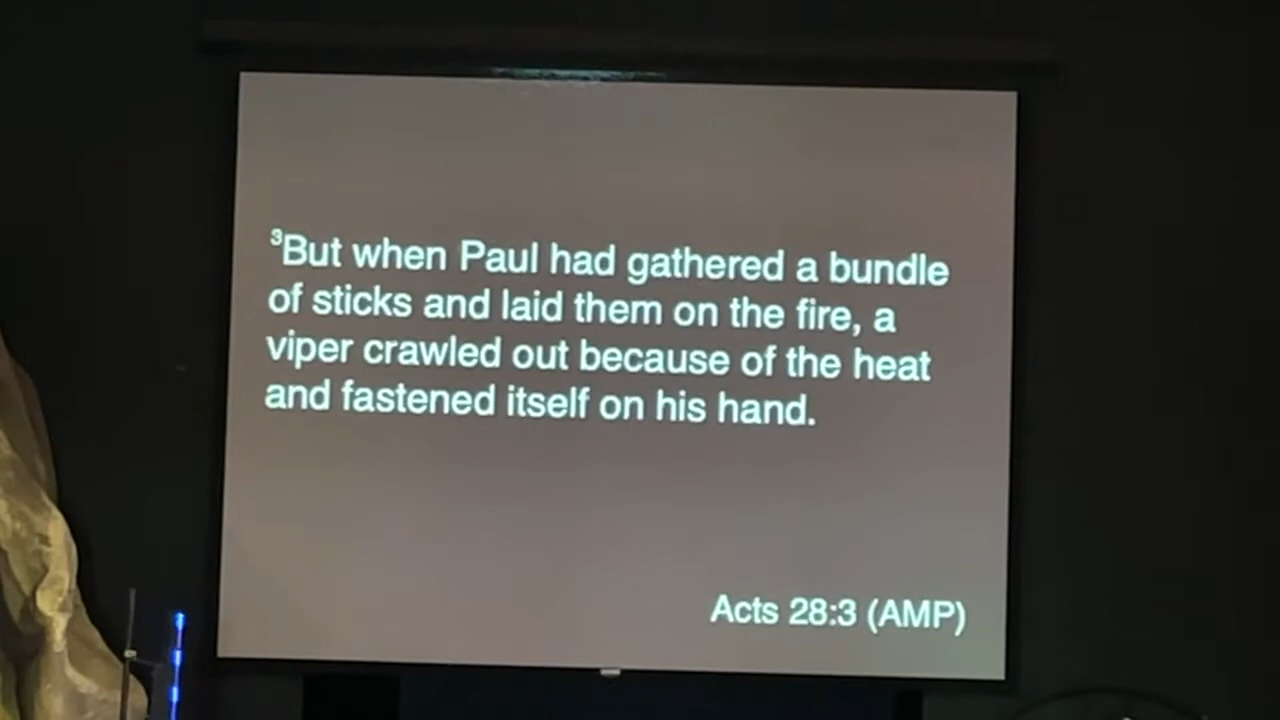 ³But when Paul had gathered a bundle
of sticks and laid them on the fire, a
viper crawled out because of the heat
and fastened itself on his hand.
Acts 28:3 (AMP)